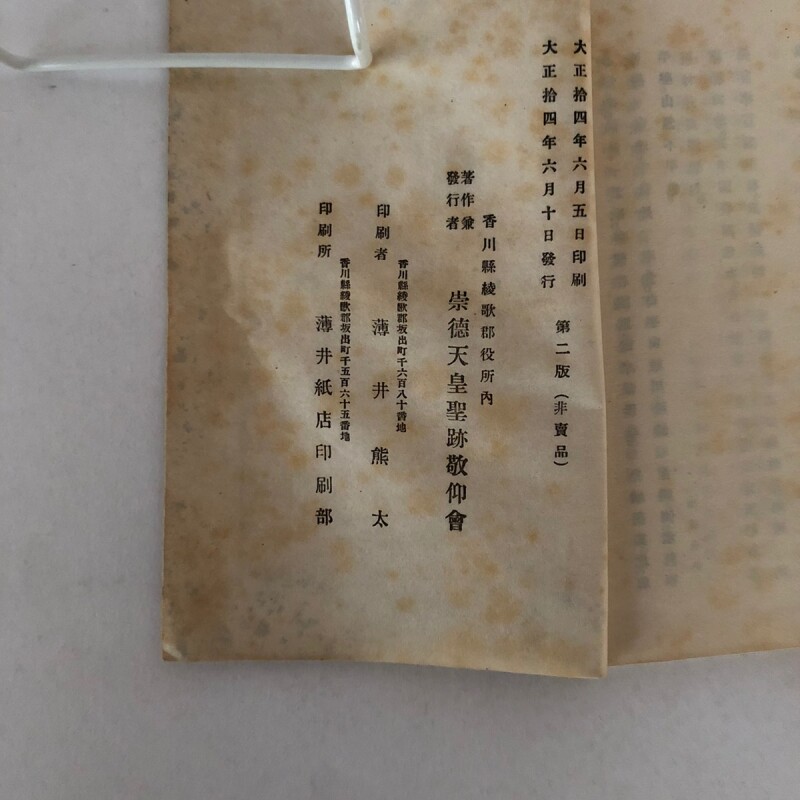 大正拾四年六月五日印刷
大正拾四年六月十日發行
第二版(非賣品)
香川縣綾歌郡役所內
著作兼
發行者
崇德天皇聖跡敬仰會
香川縣綾歌郡坂出町千六百八十番地
印刷者 薄井熊太
香川縣綾歌郡坂出町千五百六十五番地
印刷所 薄井紙店印刷部